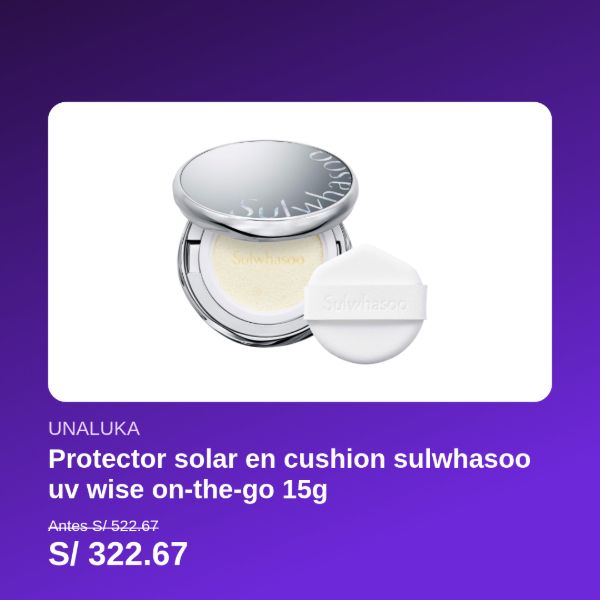 Sulwhasoo
Sulwhasoo
Sulwhasoo
UNALUKA
Protector solar en cushion sulwhasoo
uv wise on-the-go 15g
Antes S/ 522.67
S/ 322.67